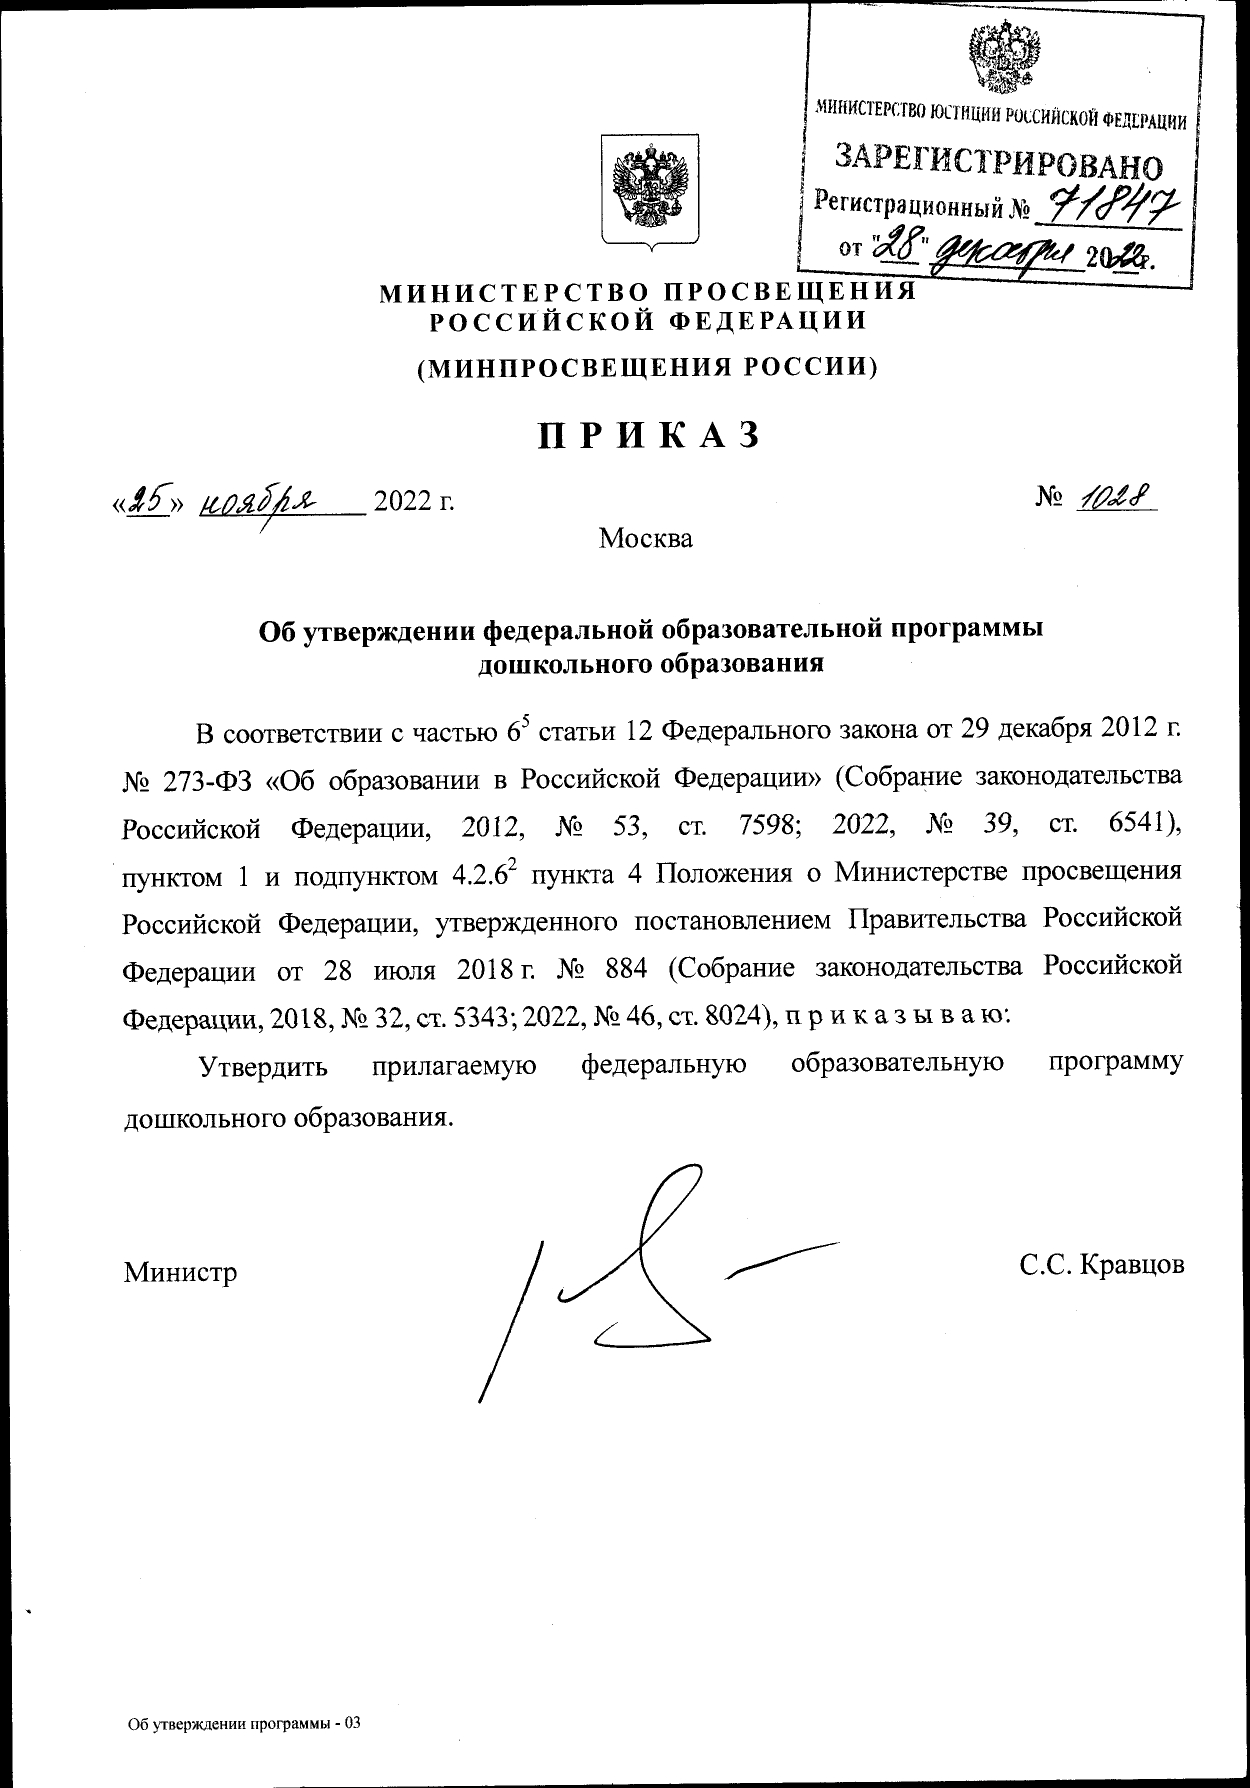 МИНИСТЕРСТВО ЮСТИЦИИ РОССИЙСКОЙ ФЕДЕРАЦИИ
ЗАРЕГИСТРИРОВАНО
Регистрационный № 71847
от "28" декабря 2022г.
МИНИСТЕРСТВО ПРОСВЕЩЕНИЯ
РОССИЙСКОЙ ФЕДЕРАЦИИ
(МИНПРОСВЕЩЕНИЯ РОССИИ)
ПРИКАЗ
«25» ноября 2022 г. № 1028
Москва
Об утверждении федеральной образовательной программы
дошкольного образования
В соответствии с частью 6⁵ статьи 12 Федерального закона от 29 декабря 2012 г.
№ 273-ФЗ «Об образовании в Российской Федерации» (Собрание законодательства
Российской Федерации, 2012, № 53, ст. 7598; 2022, № 39, ст. 6541),
пунктом 1 и подпунктом 4.2.6² пункта 4 Положения о Министерстве просвещения
Российской Федерации, утвержденного постановлением Правительства Российской
Федерации от 28 июля 2018 г. № 884 (Собрание законодательства Российской
Федерации, 2018, № 32, ст. 5343; 2022, № 46, ст. 8024), п р и к а з ы в а ю:
Утвердить прилагаемую федеральную образовательную программу
дошкольного образования.
Министр С.С. Кравцов
Об утверждении программы - 03